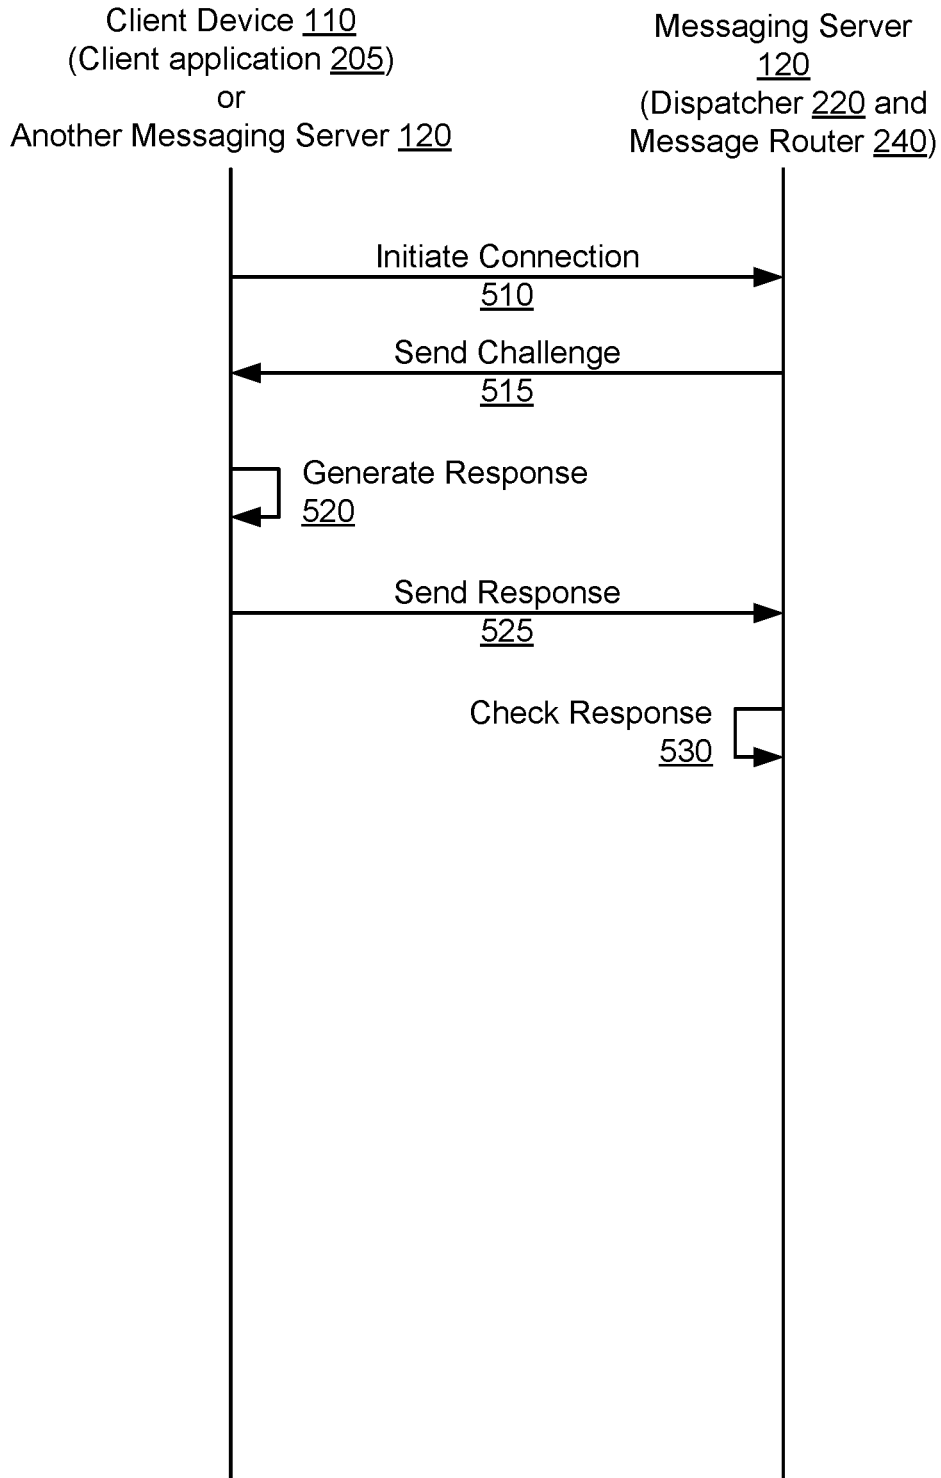 Client Device 110
(Client application 205)
or
Another Messaging Server 120
Messaging Server
120
(Dispatcher 220 and
Message Router 240)
Initiate Connection
510
Send Challenge
515
Generate Response
520
Send Response
525
Check Response
530